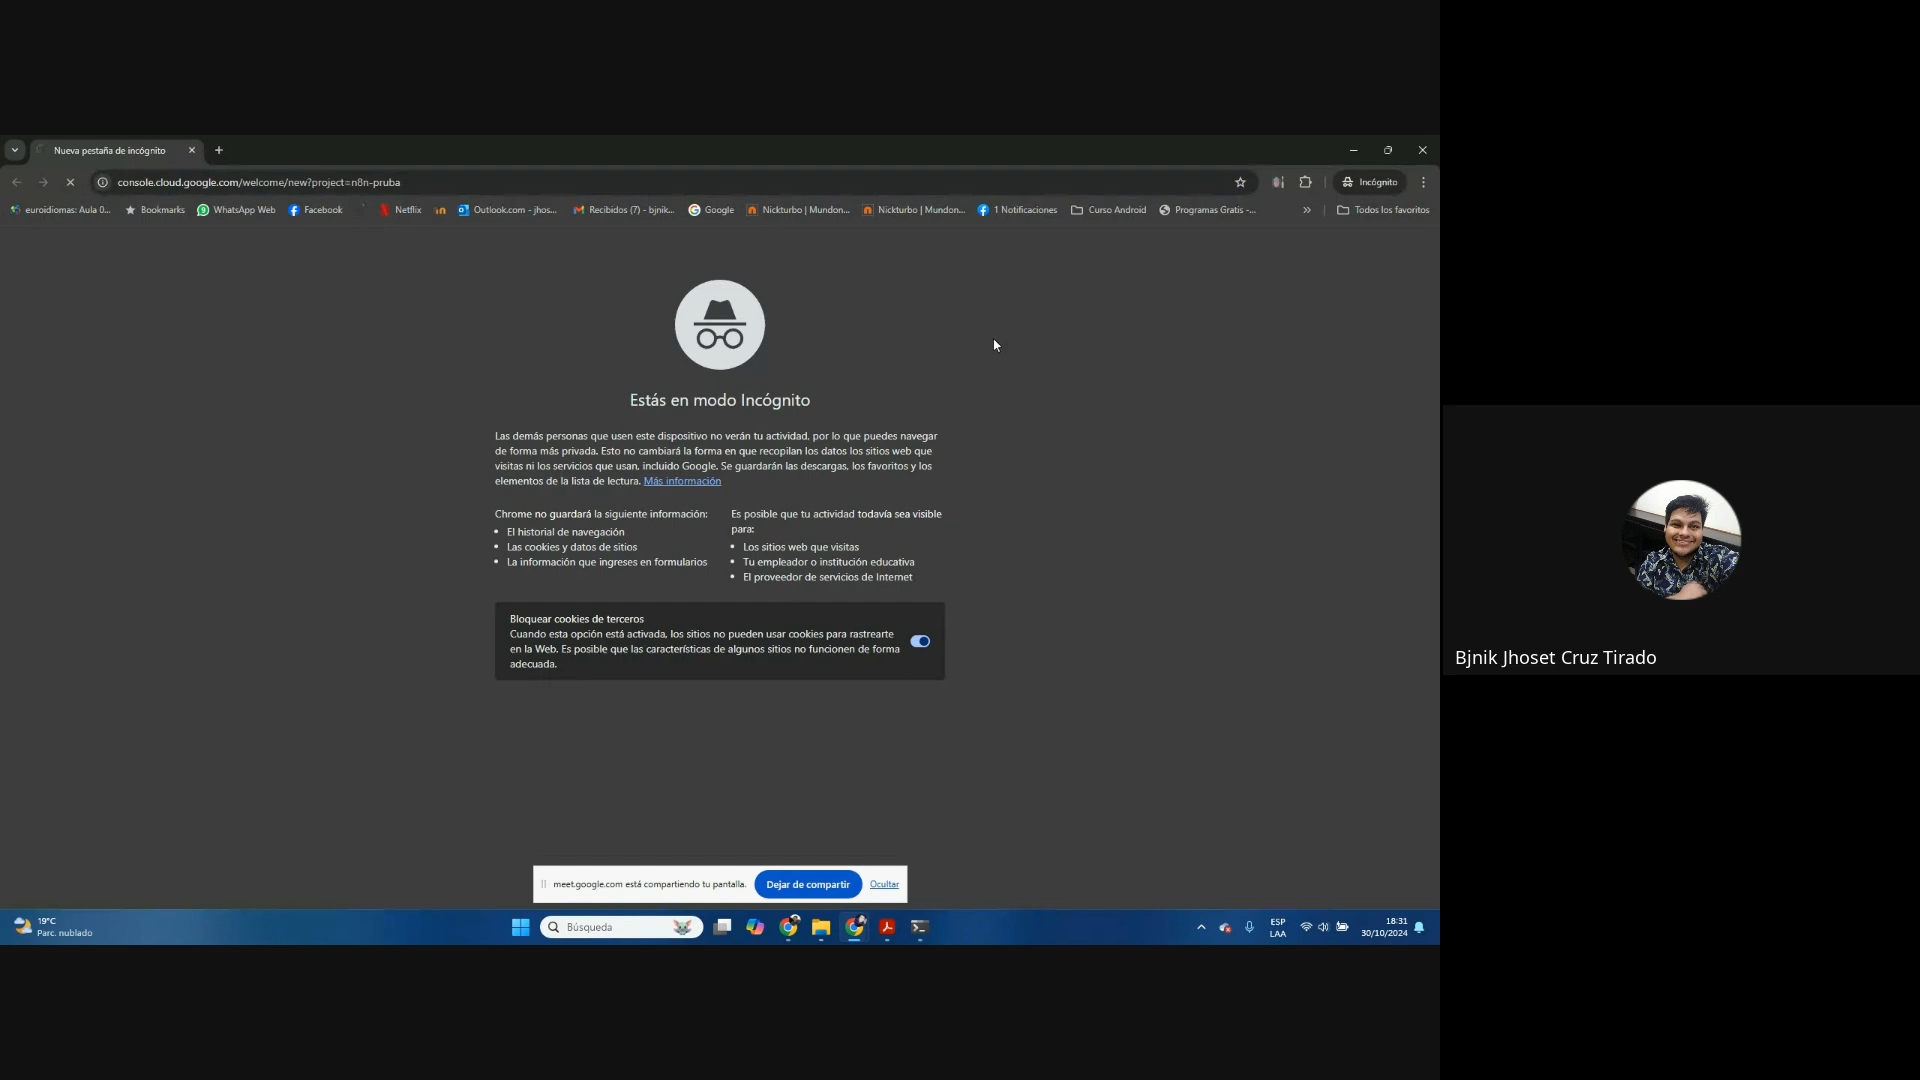 Nueva pestaña de incógnito
console.cloud.google.com/welcome/new?project=n8n-pruba
Incógnito
euroidiomas: Aula 0...
Bookmarks
WhatsApp Web
Facebook
Netflix
Outlook.com - jhos...
Recibidos (7) - bjnik...
Google
Nickturbo | Mundon...
Nickturbo | Mundon...
1 Notificaciones
Curso Android
Programas Gratis -...
»
Todos los favoritos
Estás en modo Incógnito
Las demás personas que usen este dispositivo no verán tu actividad, por lo que puedes navegar
de forma más privada. Esto no cambiará la forma en que recopilan los datos los sitios web que
visitas ni los servicios que usan, incluido Google. Se guardarán las descargas, los favoritos y los
elementos de la lista de lectura. Más información
Chrome no guardará la siguiente información:
• El historial de navegación
• Las cookies y datos de sitios
• La información que ingreses en formularios
Es posible que tu actividad todavía sea visible
para:
• Los sitios web que visitas
• Tu empleador o institución educativa
• El proveedor de servicios de Internet
Bloquear cookies de terceros
Cuando esta opción está activada, los sitios no pueden usar cookies para rastrearte
en la Web. Es posible que las características de algunos sitios no funcionen de forma
adecuada.
Bjnik Jhoset Cruz Tirado
meet.google.com está compartiendo tu pantalla.
Dejar de compartir
Ocultar
19°C
Parc. nublado
Búsqueda
ESP
LAA
18:31
30/10/2024